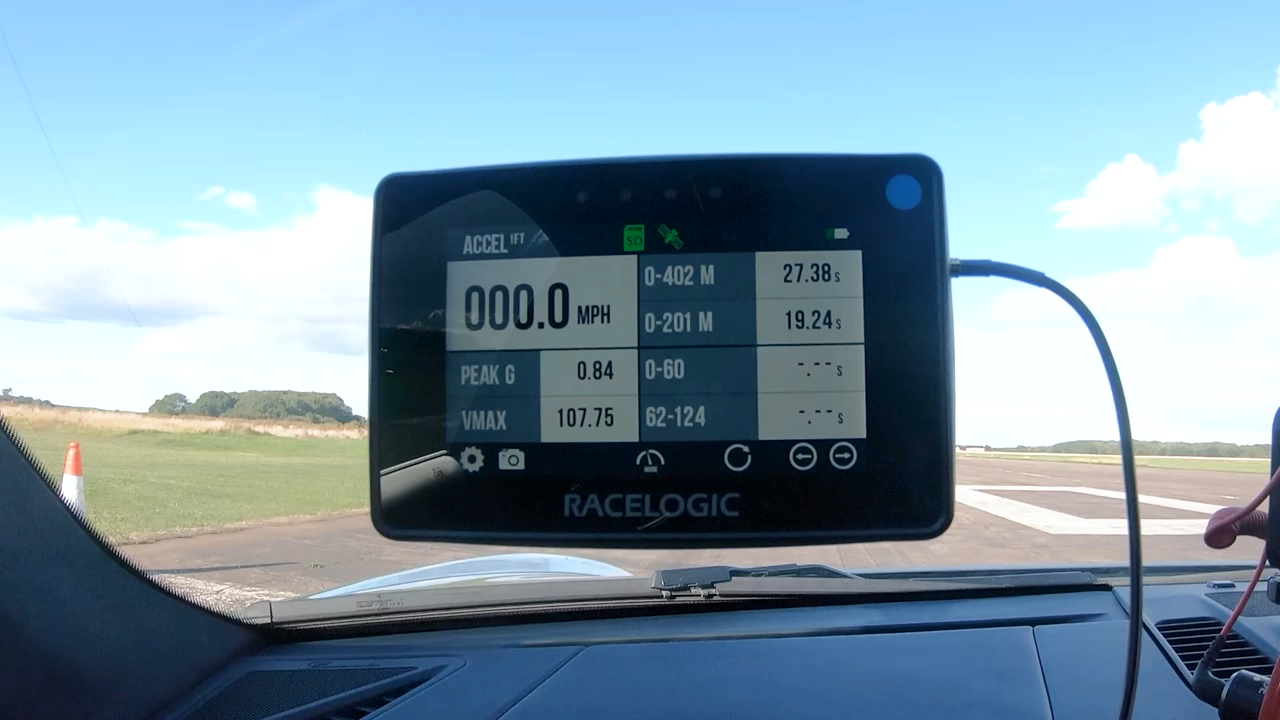 ACCEL 1FT
SD
000.0 MPH
0-402 M 27.38 s
0-201 M 19.24 s
PEAK G 0.84
0-60 -.-- s
VMAX 107.75
62-124 -.-- s
RACELOGIC